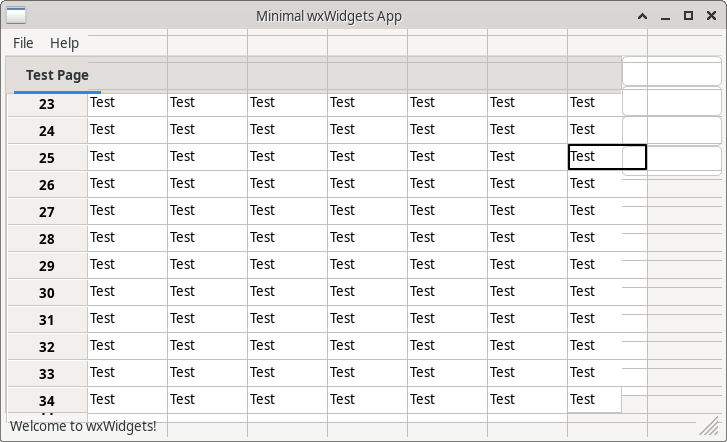 Minimal wxWidgets App
File Help
Test Page
23 Test Test Test Test Test Test Test
24 Test Test Test Test Test Test Test
25 Test Test Test Test Test Test Test
26 Test Test Test Test Test Test Test
27 Test Test Test Test Test Test Test
28 Test Test Test Test Test Test Test
29 Test Test Test Test Test Test Test
30 Test Test Test Test Test Test Test
31 Test Test Test Test Test Test Test
32 Test Test Test Test Test Test Test
33 Test Test Test Test Test Test Test
34 Test Test Test Test Test Test Test
Welcome to wxWidgets!